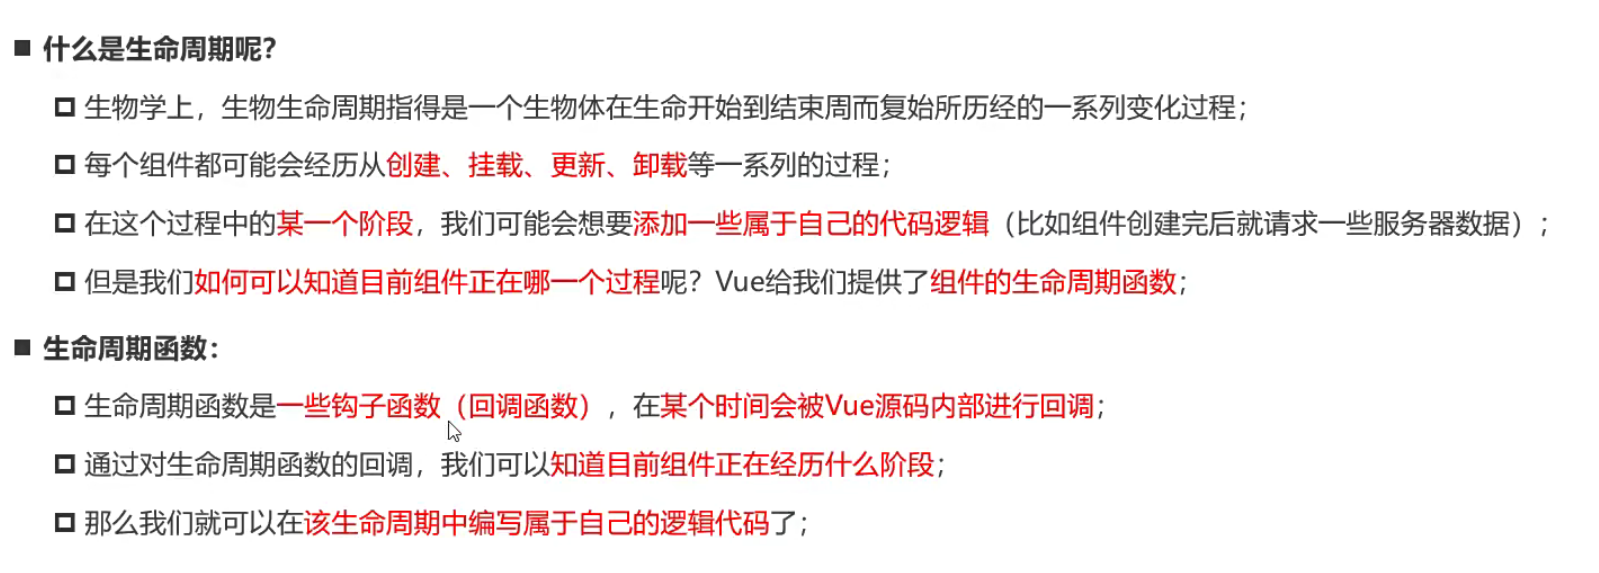 什么是生命周期呢？
生物学上，生物生命周期指得是一个生物体在生命开始到结束周而复始所历经的一系列变化过程；
每个组件都可能会经历从创建、挂载、更新、卸载等一系列的过程；
在这个过程中的某一个阶段，我们可能会想要添加一些属于自己的代码逻辑（比如组件创建完后就请求一些服务器数据）；
但是我们如何可以知道目前组件正在哪一个过程呢？Vue给我们提供了组件的生命周期函数；
生命周期函数：
生命周期函数是一些钩子函数（回调函数），在某个时间会被Vue源码内部进行回调；
通过对生命周期函数的回调，我们可以知道目前组件正在经历什么阶段；
那么我们就可以在该生命周期中编写属于自己的逻辑代码了；